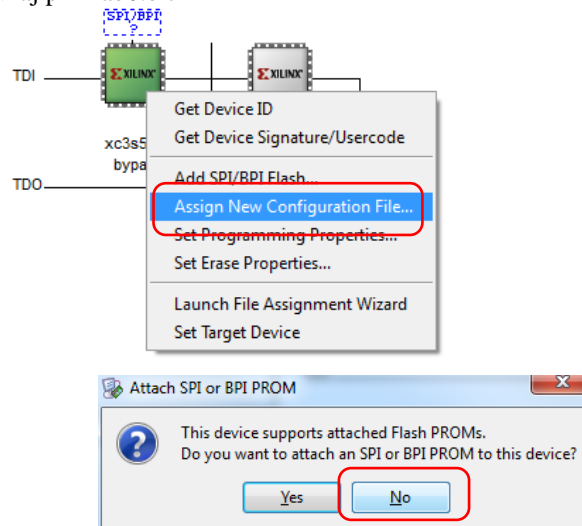 SPI/BPI
?
TDI
XILINX
XILINX
Get Device ID
xc3s5
Get Device Signature/Usercode
bypa
TDO
Add SPI/BPI Flash...
Assign New Configuration File...
Set Programming Properties...
Set Erase Properties...
Launch File Assignment Wizard
Set Target Device
Attach SPI or BPI PROM
This device supports attached Flash PROMs.
Do you want to attach an SPI or BPI PROM to this device?
Yes
No